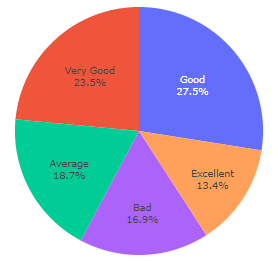 Very Good
23.5%
Good
27.5%
Average
18.7%
Excellent
13.4%
Bad
16.9%